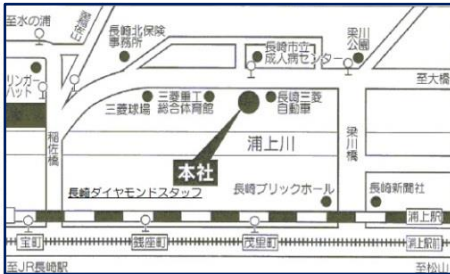 至水の浦
至稲佐山
長崎北保険
事務所
長崎市立
成人病センター
梁川
公園
リンガー
ハット
至大橋
三菱球場
三菱重工
総合体育館
長崎三菱
自動車
稲佐橋
浦上川
梁川橋
本社
長崎ダイヤモンドスタッフ
長崎ブリックホール
長崎新聞社
浦上駅
宝町
銭座町
茂里町
浦上駅前
至JR長崎駅
至松山